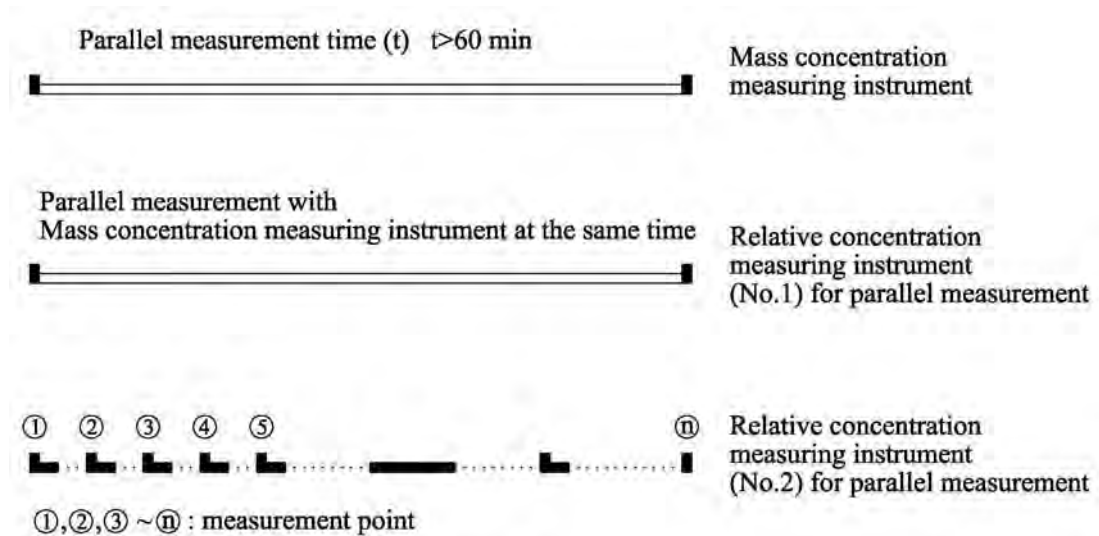 Parallel measurement time (t) t>60 min
Mass concentration
measuring instrument
Parallel measurement with
Mass concentration measuring instrument at the same time
Relative concentration
measuring instrument
(No.1) for parallel measurement
① ② ③ ④ ⑤ ⓝ
Relative concentration
measuring instrument
(No.2) for parallel measurement
①,②,③ ~ⓝ : measurement point